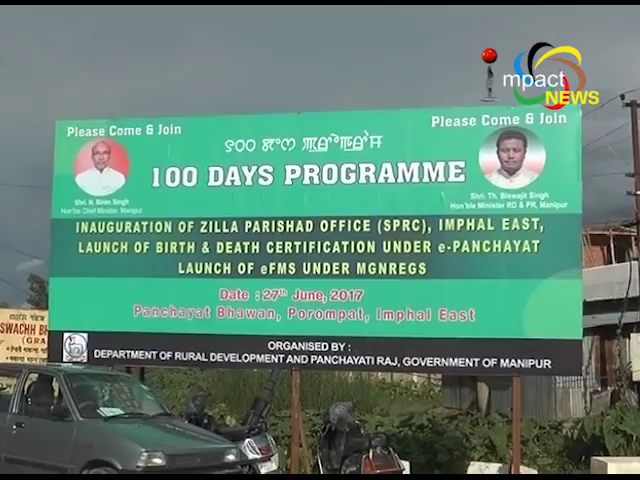 impact
NEWS
Please Come & Join
Please Come & Join
100 DAYS PROGRAMME
Shri. N. Biren Singh
Hon'ble Chief Minister, Manipur
Shri. Th. Biswajit Singh
Hon'ble Minister RD & PR, Manipur
INAUGURATION OF ZILLA PARISHAD OFFICE (SPRC), IMPHAL EAST,
LAUNCH OF BIRTH & DEATH CERTIFICATION UNDER e-PANCHAYAT
LAUNCH OF eFMS UNDER MGNREGS
Date : 27th June, 2017
Panchayat Bhawan, Porompat, Imphal East
ORGANISED BY :
DEPARTMENT OF RURAL DEVELOPMENT AND PANCHAYATI RAJ, GOVERNMENT OF MANIPUR
SWACHH